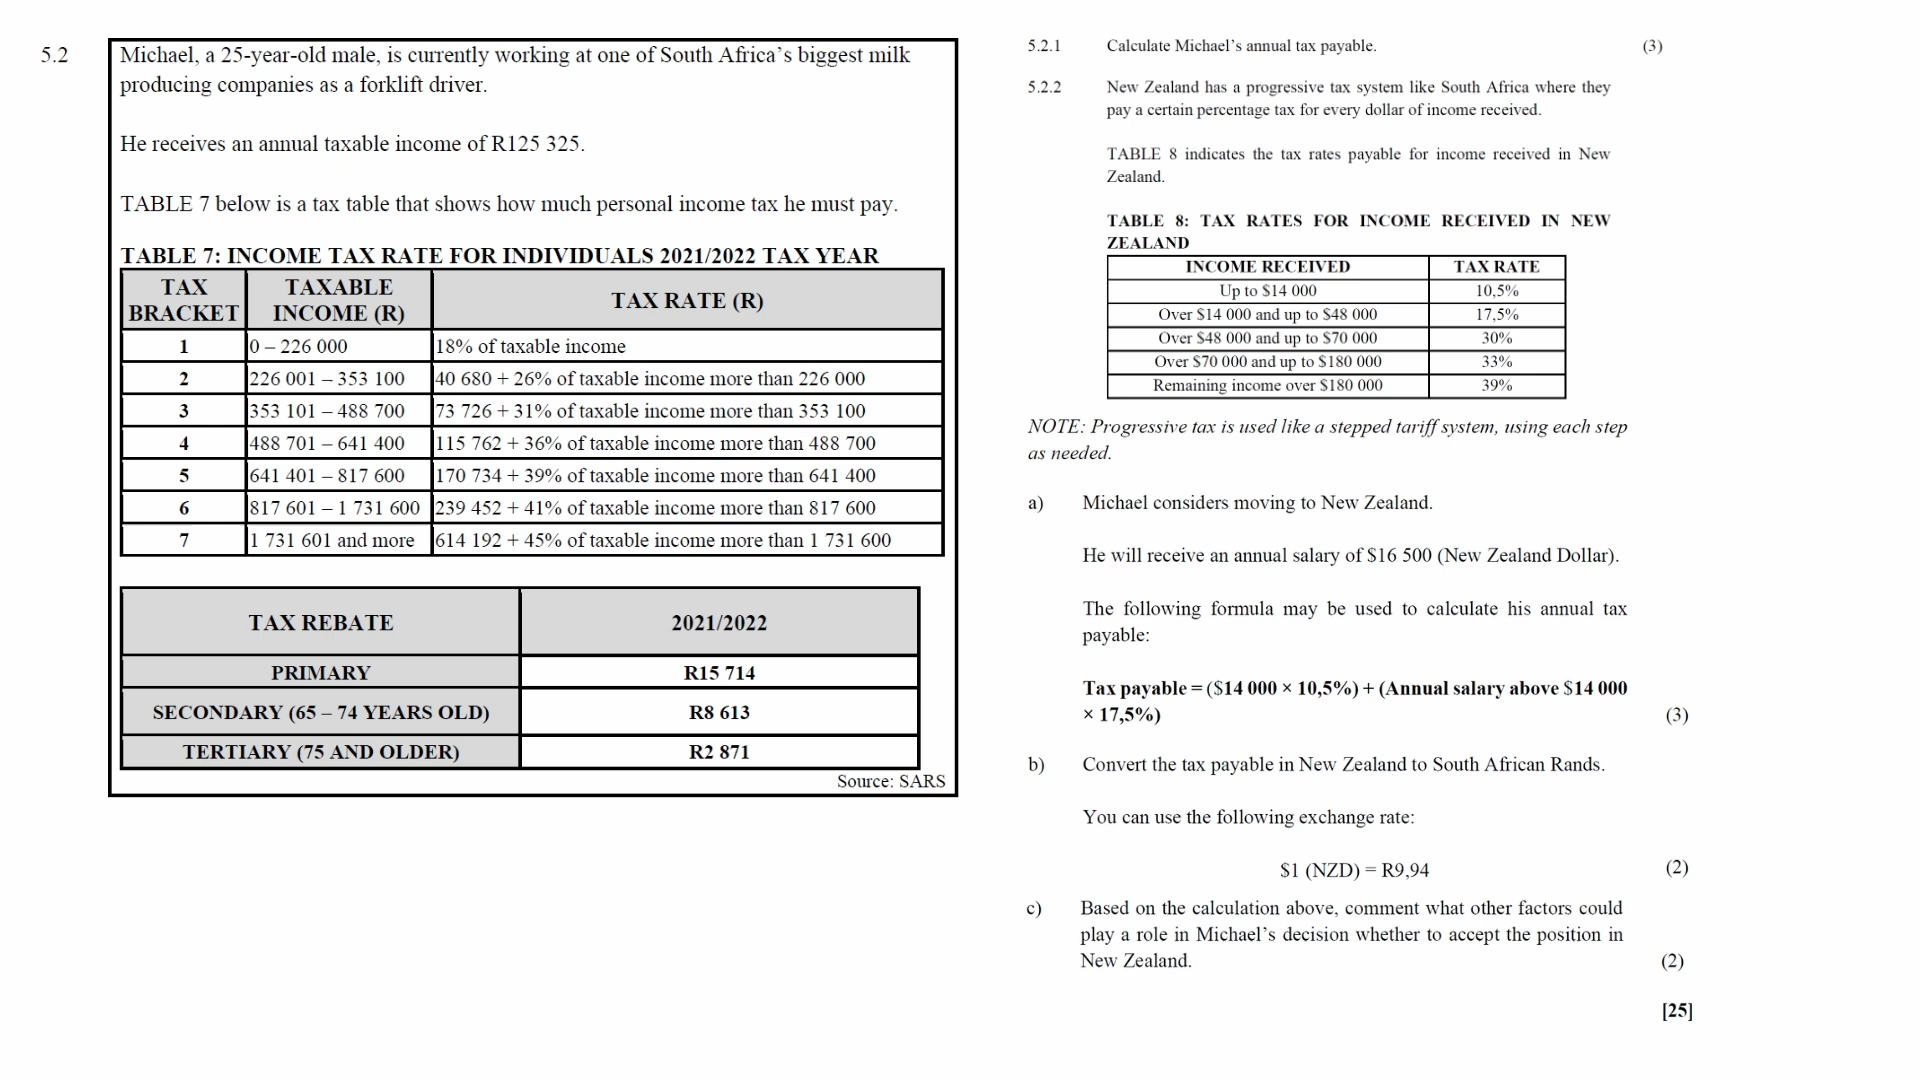 5.2
Michael, a 25-year-old male, is currently working at one of South Africa's biggest milk
producing companies as a forklift driver.
He receives an annual taxable income of R125 325.
TABLE 7 below is a tax table that shows how much personal income tax he must pay.
TABLE 7: INCOME TAX RATE FOR INDIVIDUALS 2021/2022 TAX YEAR
TAX BRACKET TAXABLE INCOME (R) TAX RATE (R)
1 0 – 226 000 18% of taxable income
2 226 001 – 353 100 40 680 + 26% of taxable income more than 226 000
3 353 101 – 488 700 73 726 + 31% of taxable income more than 353 100
4 488 701 – 641 400 115 762 + 36% of taxable income more than 488 700
5 641 401 – 817 600 170 734 + 39% of taxable income more than 641 400
6 817 601 – 1 731 600 239 452 + 41% of taxable income more than 817 600
7 1 731 601 and more 614 192 + 45% of taxable income more than 1 731 600
TAX REBATE 2021/2022
PRIMARY R15 714
SECONDARY (65 – 74 YEARS OLD) R8 613
TERTIARY (75 AND OLDER) R2 871
Source: SARS
5.2.1 Calculate Michael's annual tax payable. (3)
5.2.2 New Zealand has a progressive tax system like South Africa where they
pay a certain percentage tax for every dollar of income received.
TABLE 8 indicates the tax rates payable for income received in New
Zealand.
TABLE 8: TAX RATES FOR INCOME RECEIVED IN NEW
ZEALAND
INCOME RECEIVED TAX RATE
Up to $14 000 10,5%
Over $14 000 and up to $48 000 17,5%
Over $48 000 and up to $70 000 30%
Over $70 000 and up to $180 000 33%
Remaining income over $180 000 39%
NOTE: Progressive tax is used like a stepped tariff system, using each step
as needed.
a) Michael considers moving to New Zealand.
He will receive an annual salary of $16 500 (New Zealand Dollar).
The following formula may be used to calculate his annual tax
payable:
Tax payable = ($14 000 × 10,5%) + (Annual salary above $14 000
× 17,5%) (3)
b) Convert the tax payable in New Zealand to South African Rands.
You can use the following exchange rate:
$1 (NZD) = R9,94 (2)
c) Based on the calculation above, comment what other factors could
play a role in Michael's decision whether to accept the position in
New Zealand. (2)
[25]